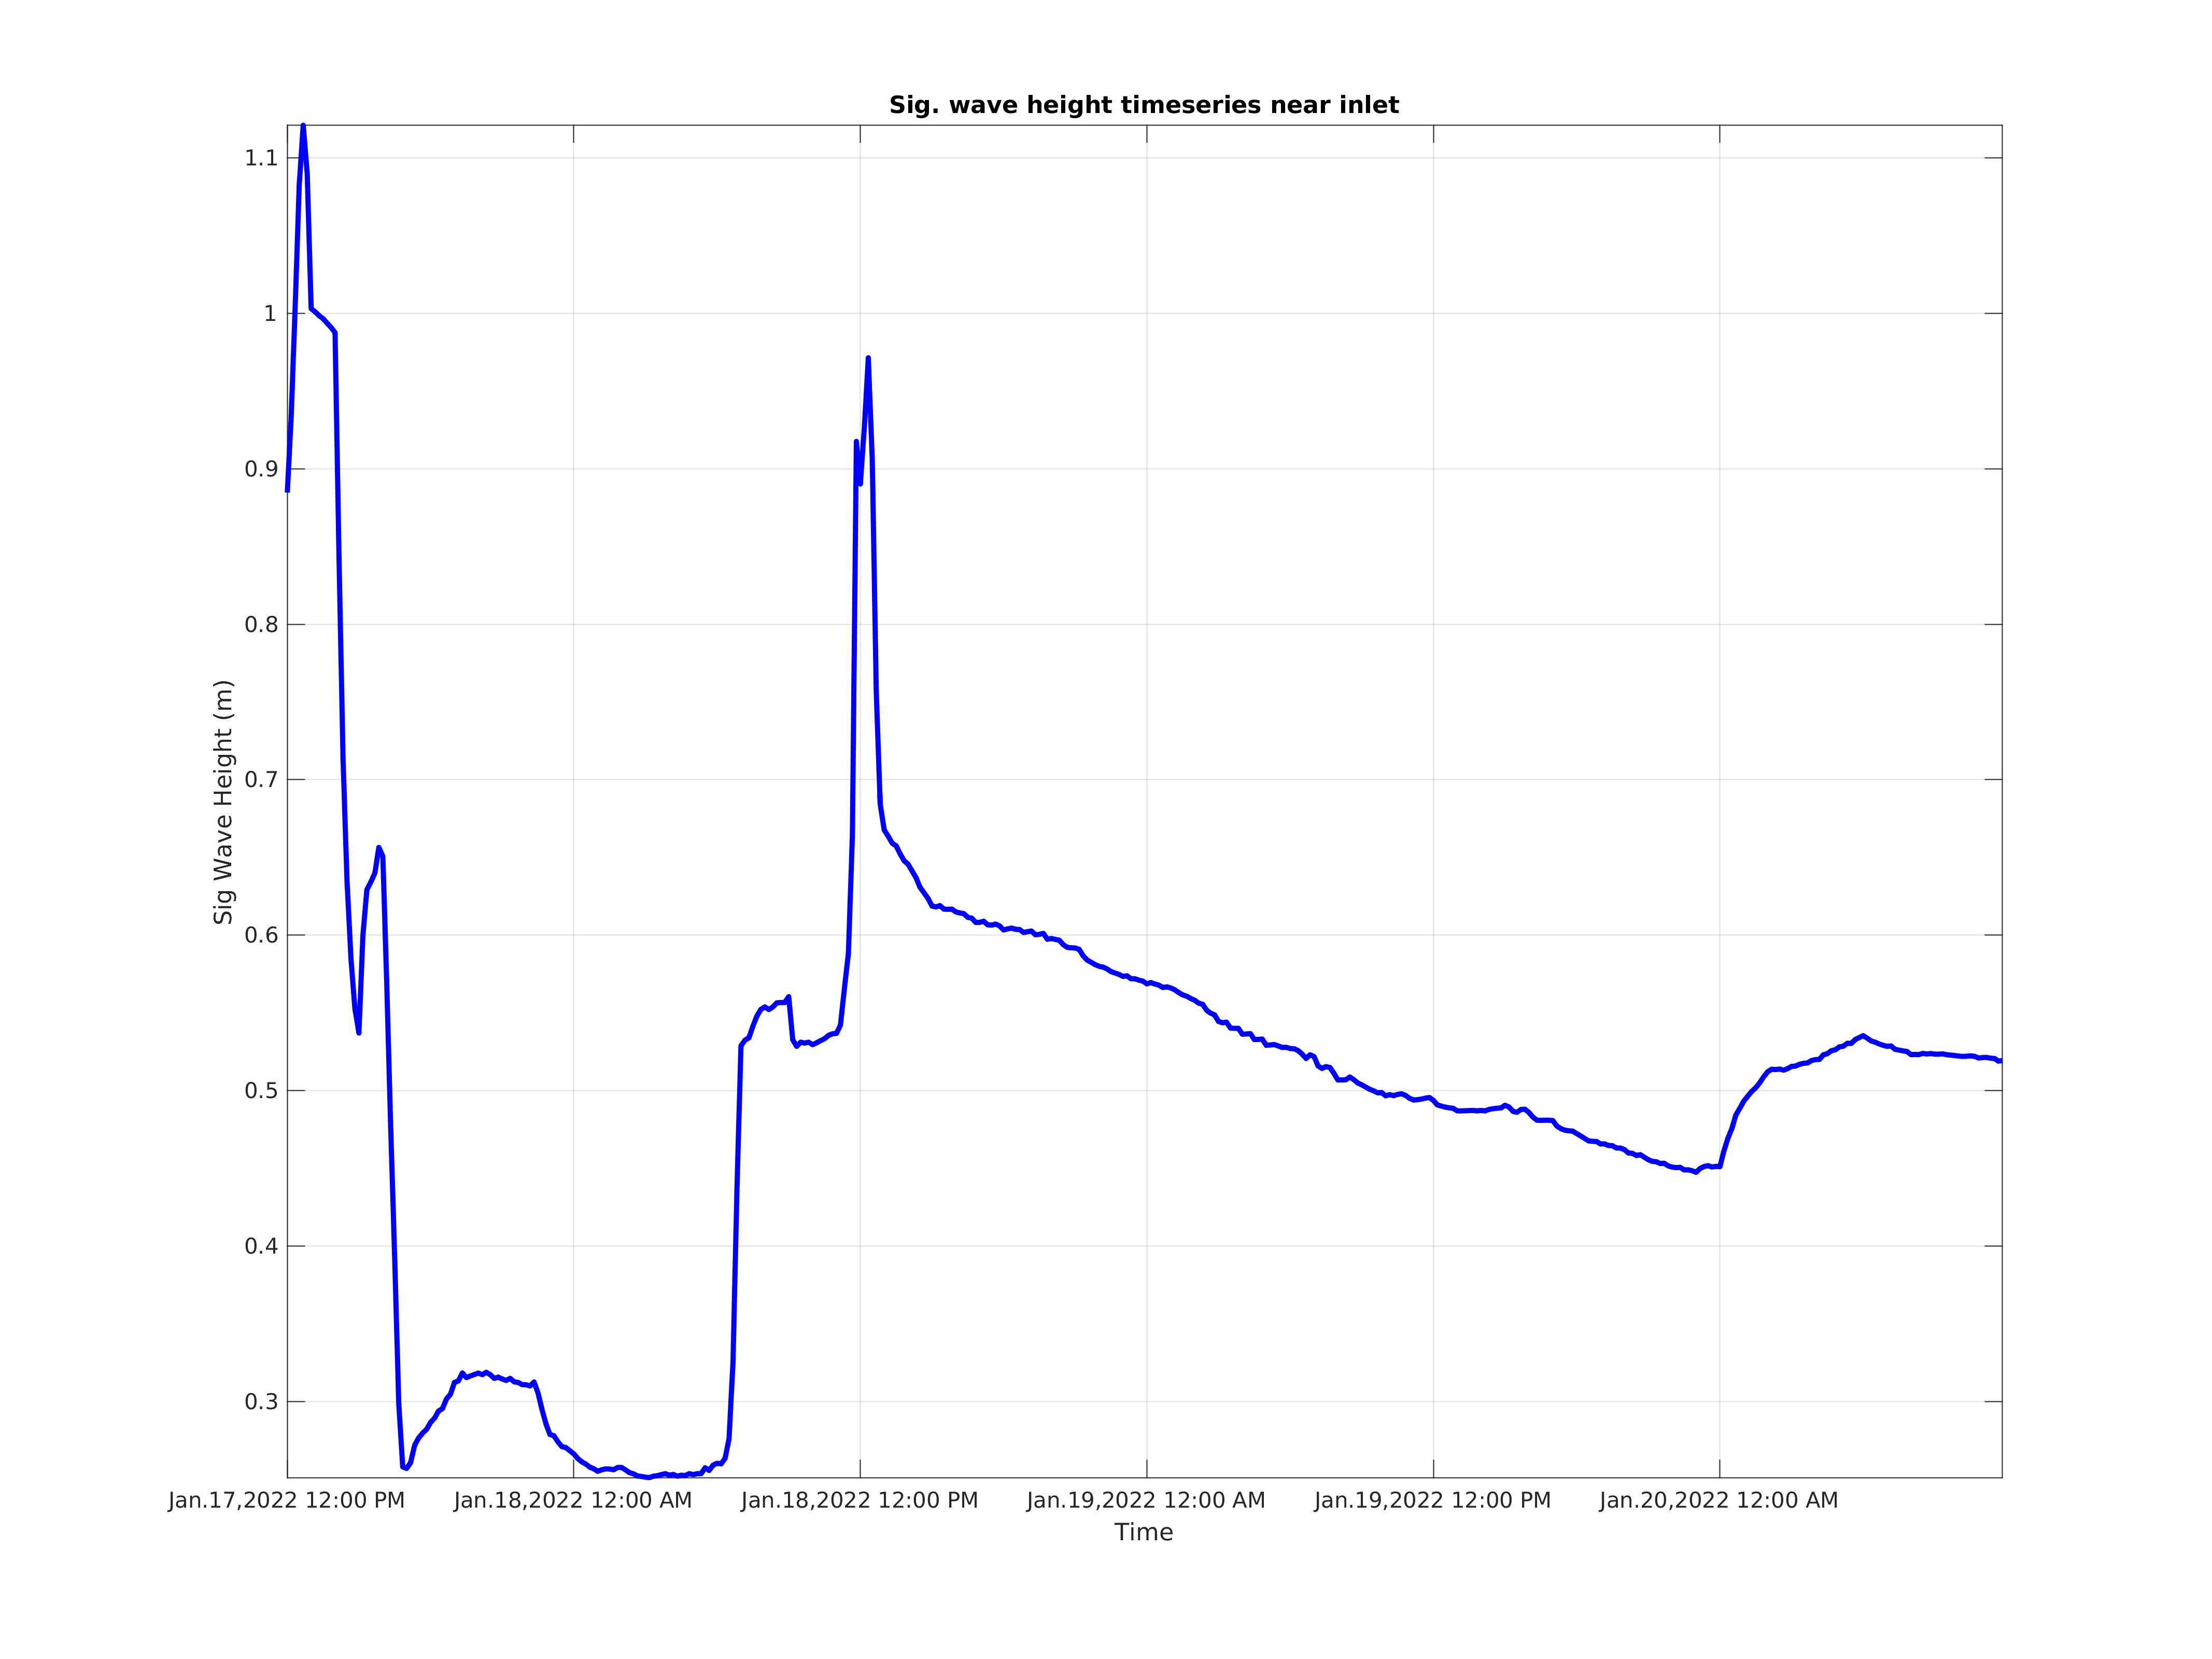 Sig. wave height timeseries near inlet
1.1
1
0.9
0.8
0.7
0.6
0.5
0.4
0.3
Sig Wave Height (m)
Jan.17,2022 12:00 PM
Jan.18,2022 12:00 AM
Jan.18,2022 12:00 PM
Jan.19,2022 12:00 AM
Jan.19,2022 12:00 PM
Jan.20,2022 12:00 AM
Time